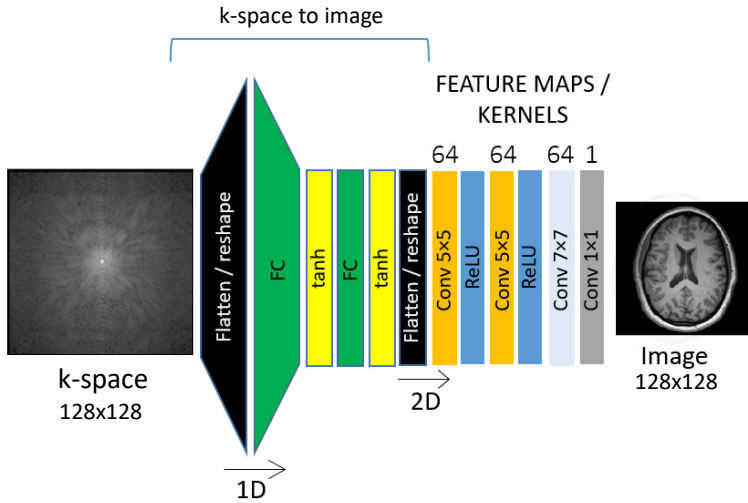 k-space to image
FEATURE MAPS /
KERNELS
64
64
64
1
Flatten / reshape
FC
tanh
FC
tanh
Flatten / reshape
Conv 5×5
ReLU
Conv 5×5
ReLU
Conv 7×7
Conv 1×1
k-space
128x128
Image
128x128
2D
1D